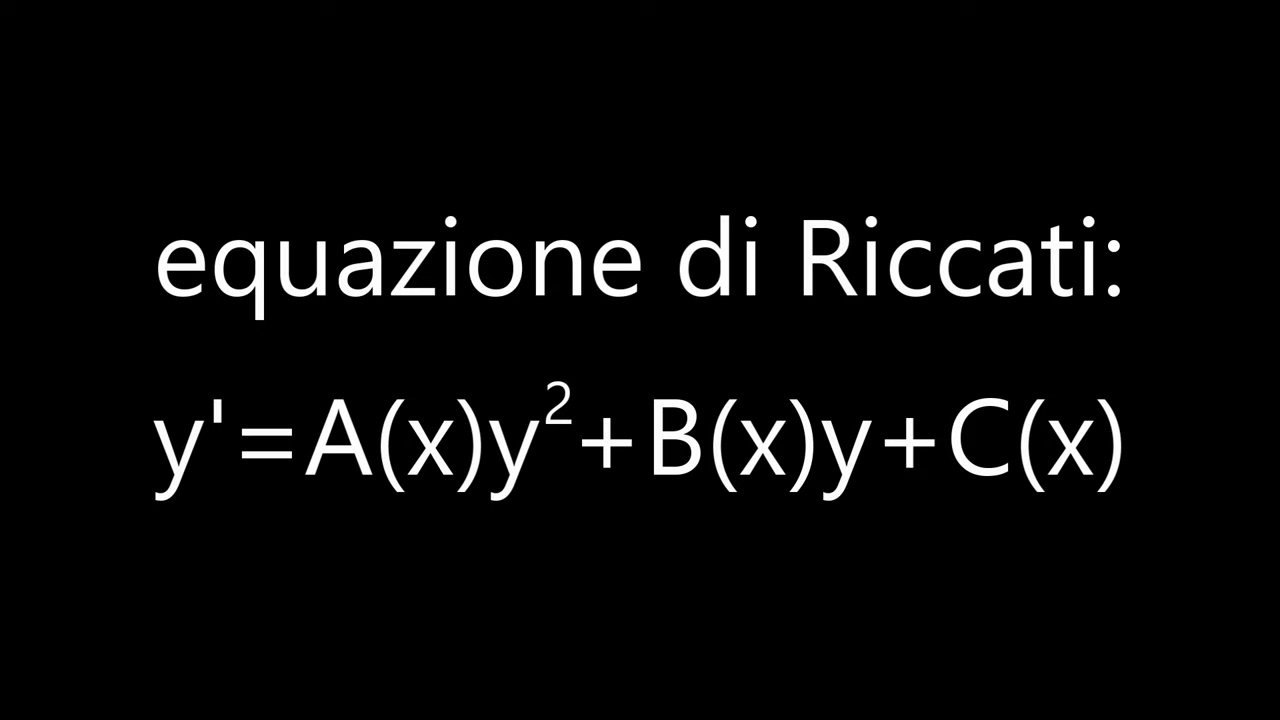 equazione di Riccati:
y'=A(x)y²+B(x)y+C(x)